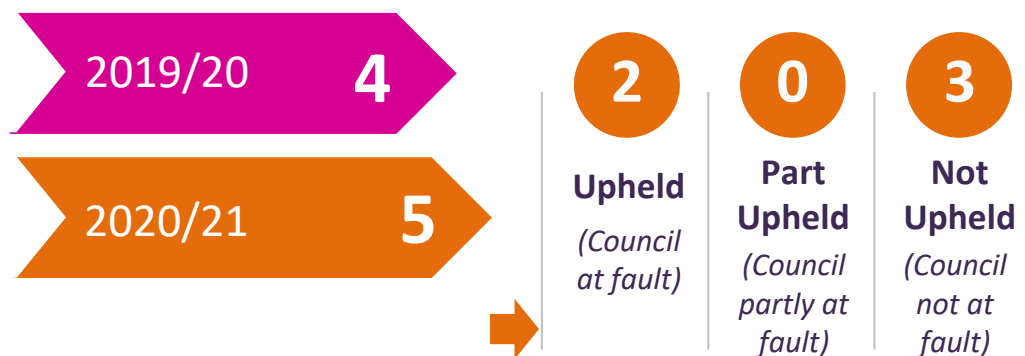 2019/20 4
2020/21 5
2
Upheld
(Council
at fault)
0
Part
Upheld
(Council
partly at
fault)
3
Not
Upheld
(Council
not at
fault)